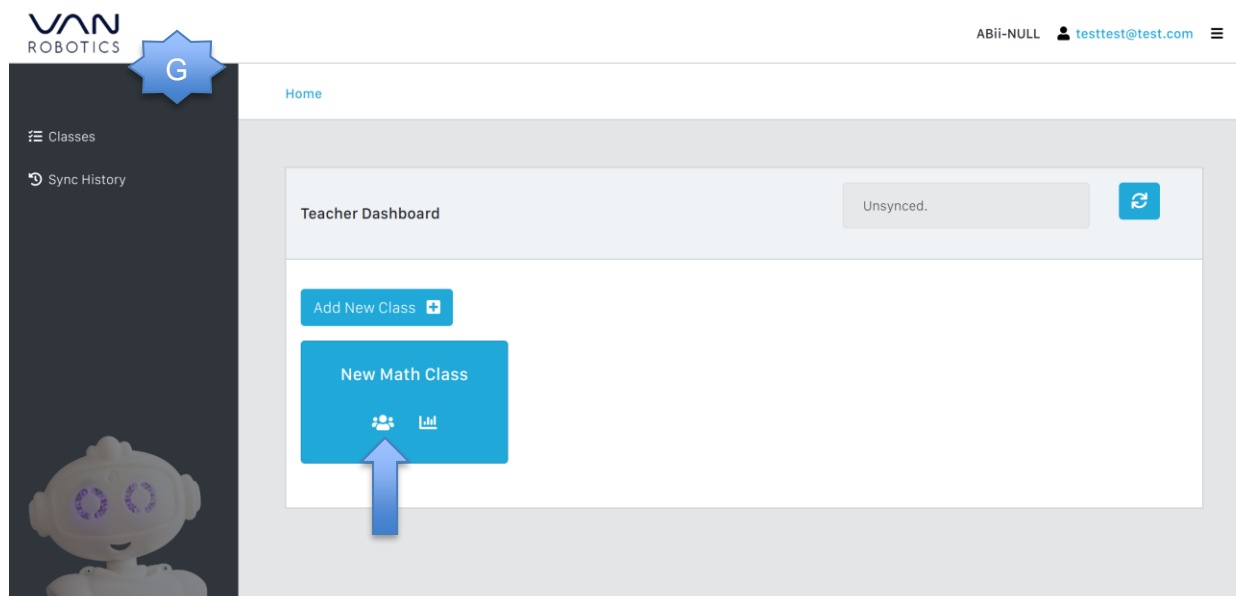 VAN
ROBOTICS
G
ABii-NULL testtest@test.com
Home
Classes
Sync History
Teacher Dashboard
Unsynced.
Add New Class
New Math Class